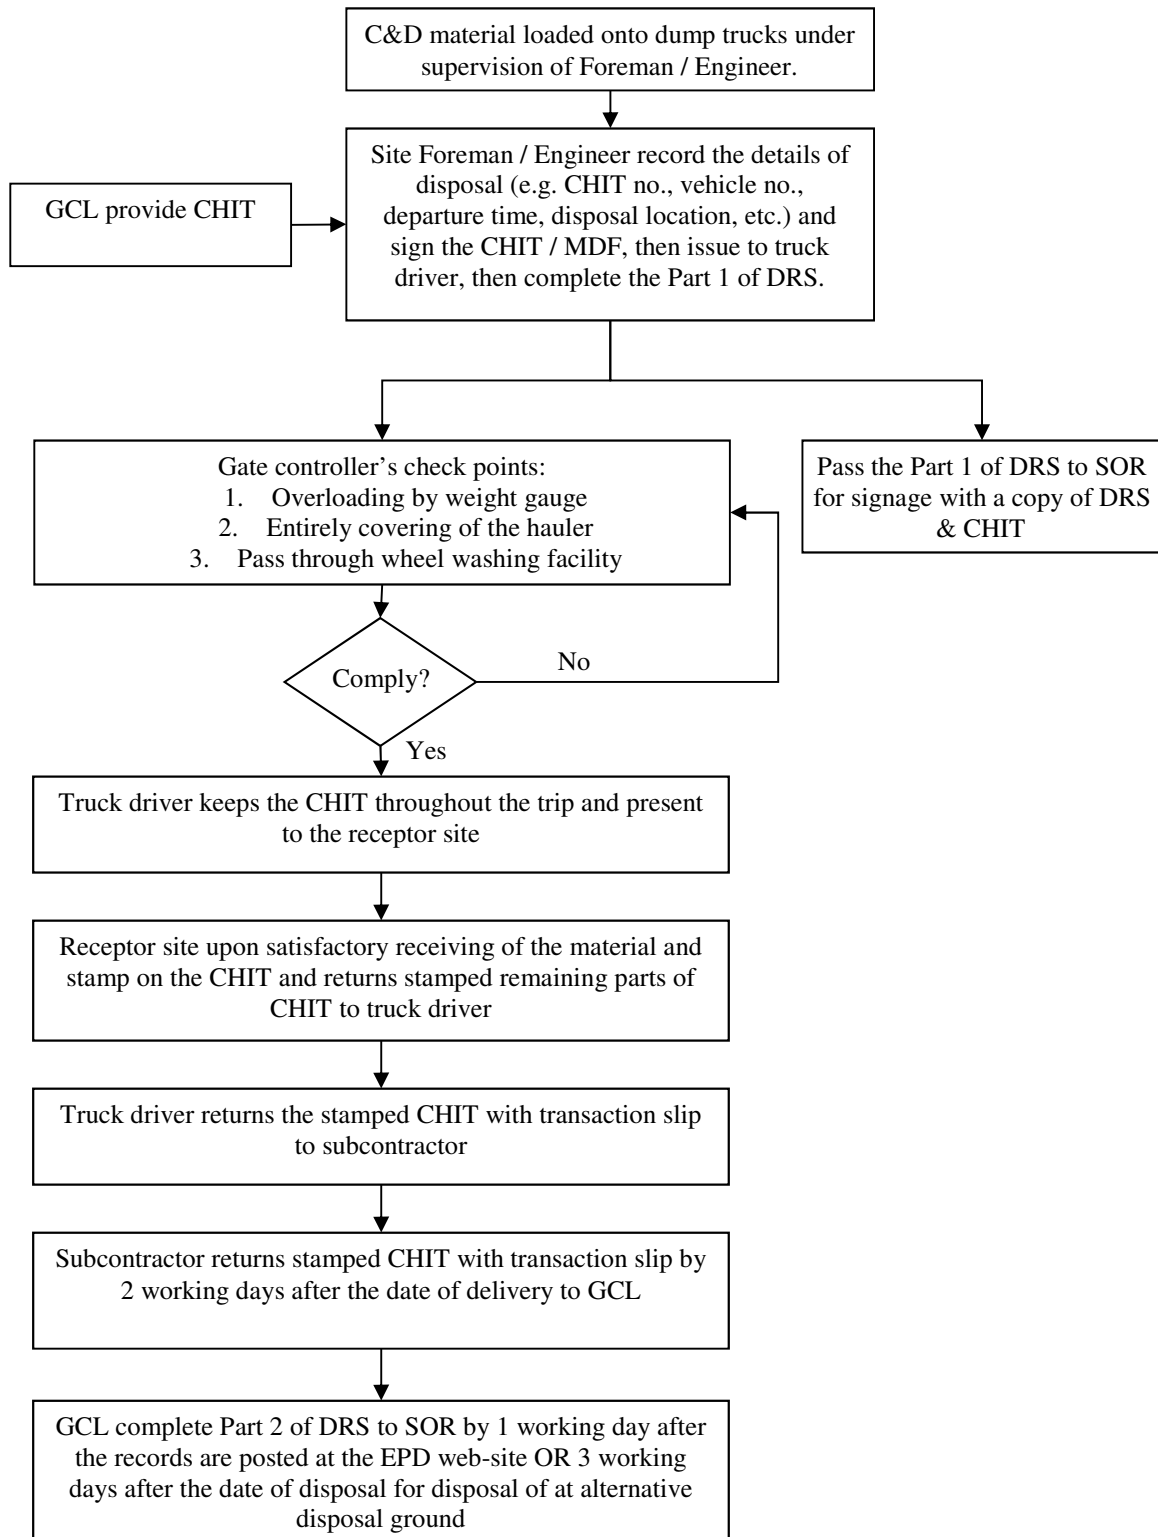 C&D material loaded onto dump trucks under
supervision of Foreman / Engineer.
Site Foreman / Engineer record the details of
disposal (e.g. CHIT no., vehicle no.,
departure time, disposal location, etc.) and
sign the CHIT / MDF, then issue to truck
driver, then complete the Part 1 of DRS.
GCL provide CHIT
Gate controller’s check points:
1. Overloading by weight gauge
2. Entirely covering of the hauler
3. Pass through wheel washing facility
Pass the Part 1 of DRS to SOR
for signage with a copy of DRS
& CHIT
Comply?
No
Yes
Truck driver keeps the CHIT throughout the trip and present
to the receptor site
Receptor site upon satisfactory receiving of the material and
stamp on the CHIT and returns stamped remaining parts of
CHIT to truck driver
Truck driver returns the stamped CHIT with transaction slip
to subcontractor
Subcontractor returns stamped CHIT with transaction slip by
2 working days after the date of delivery to GCL
GCL complete Part 2 of DRS to SOR by 1 working day after
the records are posted at the EPD web-site OR 3 working
days after the date of disposal for disposal of at alternative
disposal ground